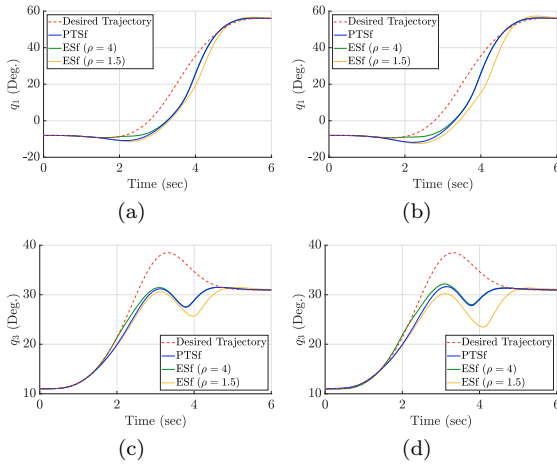 60
40
20
0
-20
q₁ (Deg.)
Desired Trajectory
PTSf
ESf (ρ = 4)
ESf (ρ = 1.5)
0 2 4 6
Time (sec)
(a)
60
40
20
0
-20
q₁ (Deg.)
Desired Trajectory
PTSf
ESf (ρ = 4)
ESf (ρ = 1.5)
0 2 4 6
Time (sec)
(b)
40
30
20
10
q₃ (Deg.)
Desired Trajectory
PTSf
ESf (ρ = 4)
ESf (ρ = 1.5)
0 2 4 6
Time (sec)
(c)
40
30
20
10
q₃ (Deg.)
Desired Trajectory
PTSf
ESf (ρ = 4)
ESf (ρ = 1.5)
0 2 4 6
Time (sec)
(d)